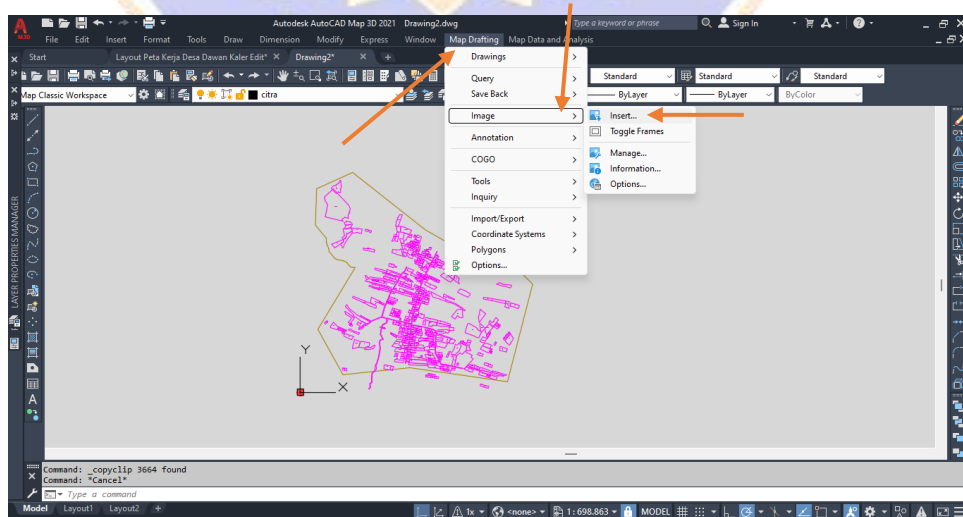 Autodesk AutoCAD Map 3D 2021 Drawing2.dwg
Type a keyword or phrase
Sign In
File Edit Insert Format Tools Draw Dimension Modify Express Window Map Drafting Map Data and Analysis
Start Layout Peta Kerja Desa Dawan Kaler Edit* Drawing2*
Standard Standard Standard
Map Classic Workspace citra ByLayer ByLayer ByColor
Drawings
Query
Save Back
Image
Annotation
COGO
Tools
Inquiry
Import/Export
Coordinate Systems
Polygons
Options...
Insert...
Toggle Frames
Manage...
Information...
Options...
LAYER PROPERTIES MANAGER
Y
X
Command: _copyclip 3664 found
Command: *Cancel*
Type a command
Model Layout1 Layout2 + 1x <none> 1:698.863 MODEL